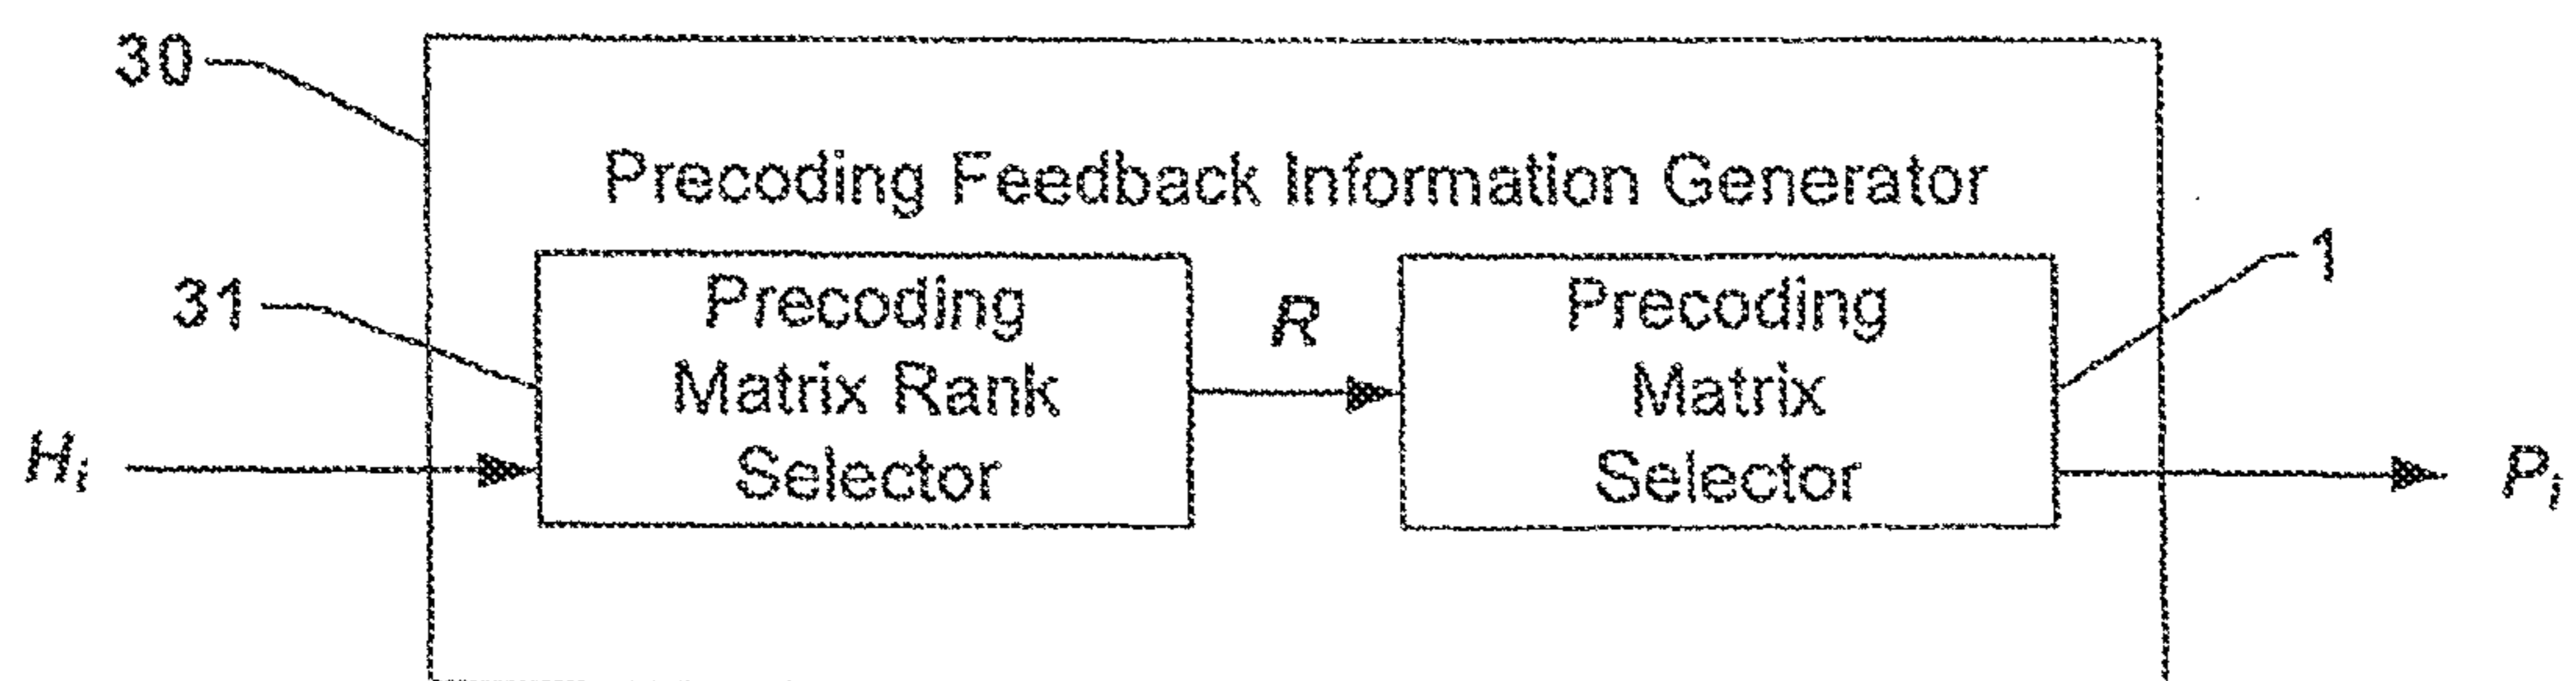 30
Precoding Feedback Information Generator
1
31
Precoding
Matrix Rank
Selector
R
Precoding
Matrix
Selector
Hi
Pi